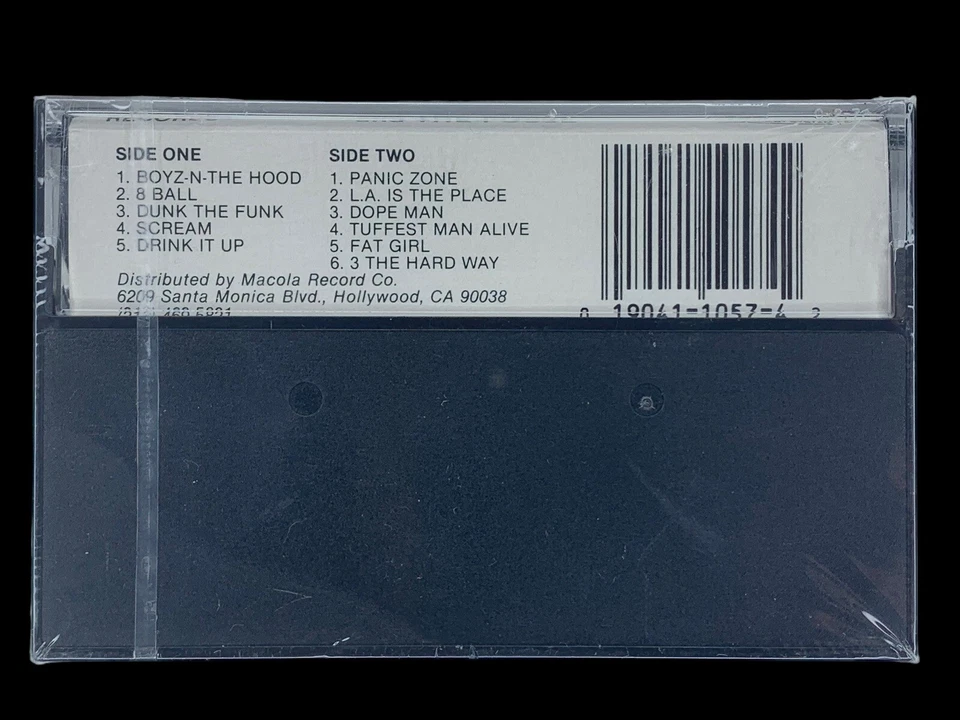 SIDE ONE
1. BOYZ-N-THE HOOD
2. 8 BALL
3. DUNK THE FUNK
4. SCREAM
5. DRINK IT UP
SIDE TWO
1. PANIC ZONE
2. L.A. IS THE PLACE
3. DOPE MAN
4. TUFFEST MAN ALIVE
5. FAT GIRL
6. 3 THE HARD WAY
Distributed by Macola Record Co.
6209 Santa Monica Blvd., Hollywood, CA 90038
(213) 469-5821
0 19041-1057-4 2